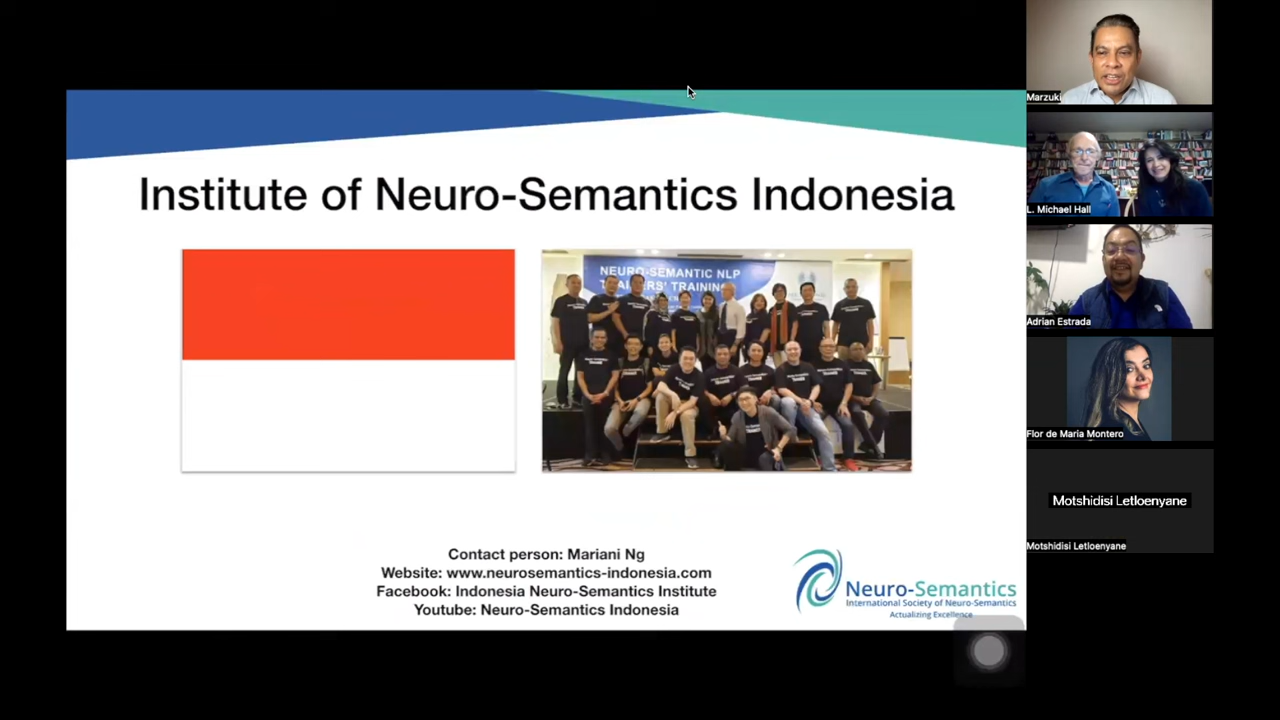 Institute of Neuro-Semantics Indonesia
NEURO-SEMANTIC NLP
TRAINERS' TRAINING
Contact person: Mariani Ng
Website: www.neurosemantics-indonesia.com
Facebook: Indonesia Neuro-Semantics Institute
Youtube: Neuro-Semantics Indonesia
Neuro-Semantics
International Society of Neuro-Semantics
Actualizing Excellence
Marzuki
L. Michael Hall
Adrian Estrada
Flor de Maria Montero
Motshidisi Letloenyane
Motshidisi Letloenyane